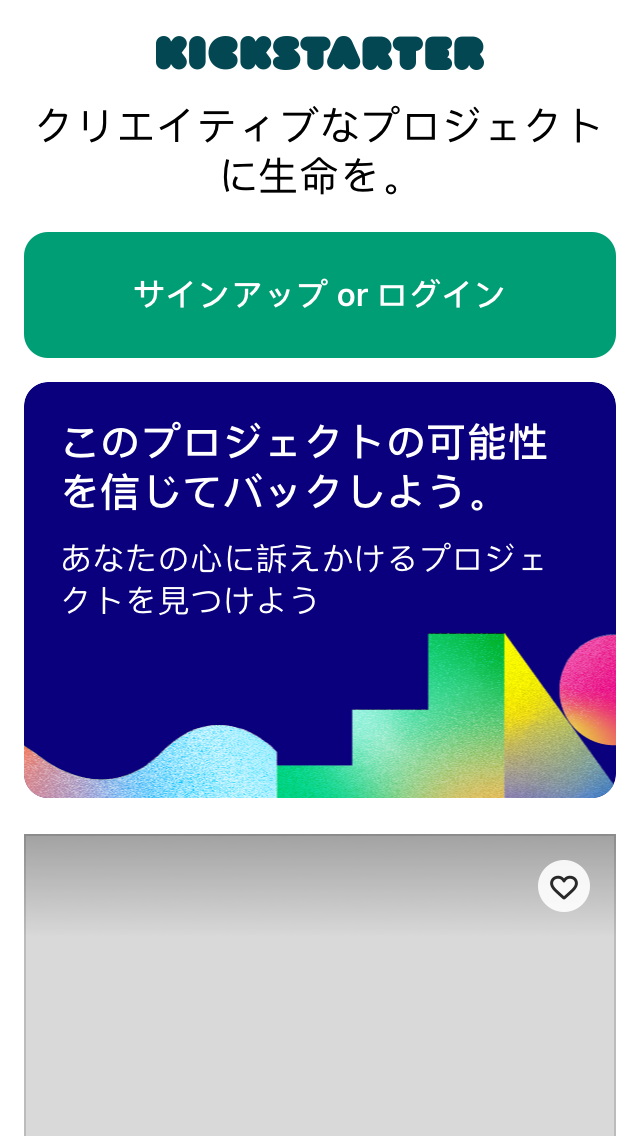 KICKSTARTER
クリエイティブなプロジェクト
に生命を。
サインアップ or ログイン
このプロジェクトの可能性
を信じてバックしよう。
あなたの心に訴えかけるプロジェ
クトを見つけよう